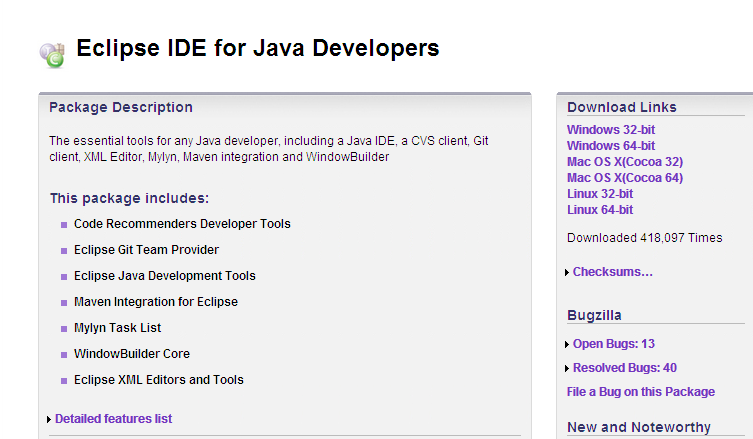 Eclipse IDE for Java Developers
Package Description
The essential tools for any Java developer, including a Java IDE, a CVS client, Git
client, XML Editor, Mylyn, Maven integration and WindowBuilder
This package includes:
Code Recommenders Developer Tools
Eclipse Git Team Provider
Eclipse Java Development Tools
Maven Integration for Eclipse
Mylyn Task List
WindowBuilder Core
Eclipse XML Editors and Tools
Detailed features list
Download Links
Windows 32-bit
Windows 64-bit
Mac OS X(Cocoa 32)
Mac OS X(Cocoa 64)
Linux 32-bit
Linux 64-bit
Downloaded 418,097 Times
Checksums...
Bugzilla
Open Bugs: 13
Resolved Bugs: 40
File a Bug on this Package
New and Noteworthy